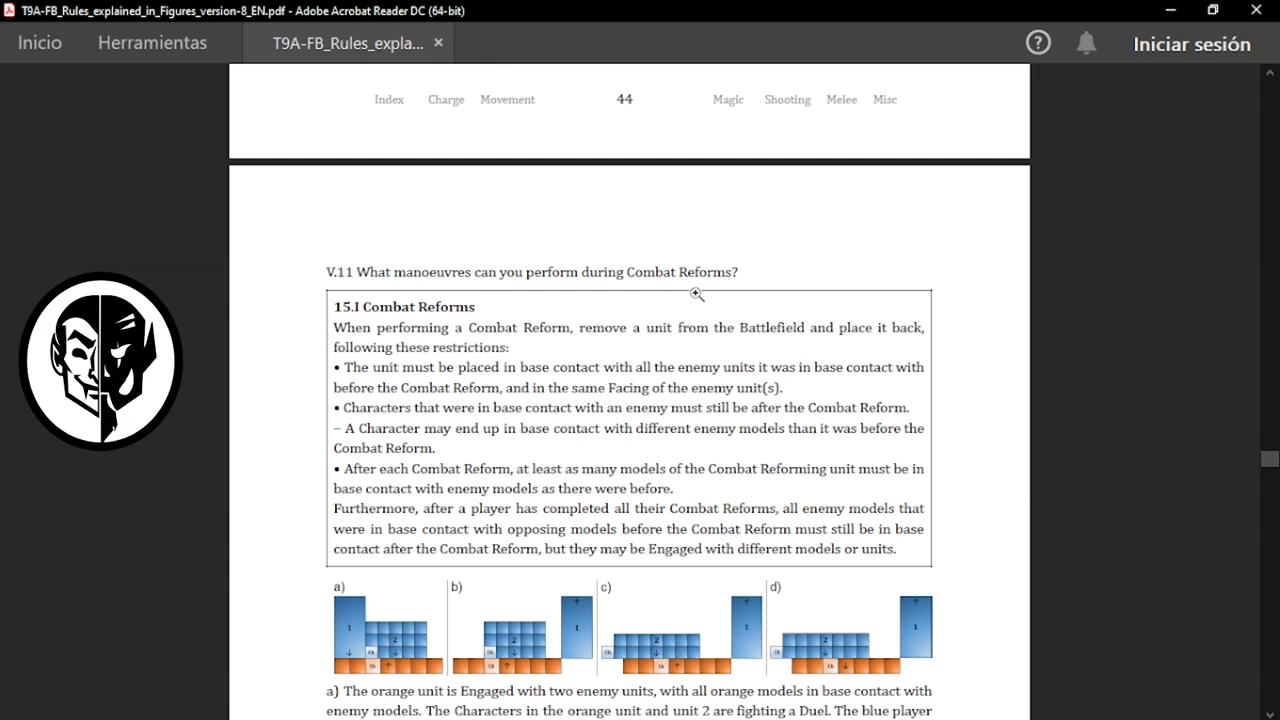 T9A-FB_Rules_explained_in_Figures_version-8_EN.pdf - Adobe Acrobat Reader DC (64-bit)
Inicio Herramientas T9A-FB_Rules_expla... Iniciar sesión
Index Charge Movement 44 Magic Shooting Melee Misc
V.11 What manoeuvres can you perform during Combat Reforms?
15.I Combat Reforms
When performing a Combat Reform, remove a unit from the Battlefield and place it back,
following these restrictions:
• The unit must be placed in base contact with all the enemy units it was in base contact with
before the Combat Reform, and in the same Facing of the enemy unit(s).
• Characters that were in base contact with an enemy must still be after the Combat Reform.
– A Character may end up in base contact with different enemy models than it was before the
Combat Reform.
• After each Combat Reform, at least as many models of the Combat Reforming unit must be in
base contact with enemy models as there were before.
Furthermore, after a player has completed all their Combat Reforms, all enemy models that
were in base contact with opposing models before the Combat Reform must still be in base
contact after the Combat Reform, but they may be Engaged with different models or units.
a) b) c) d)
1 2 2 1 2 1 2 1
Ch Ch Ch Ch
Ch Ch Ch Ch
a) The orange unit is Engaged with two enemy units, with all orange models in base contact with
enemy models. The Characters in the orange unit and unit 2 are fighting a Duel. The blue player